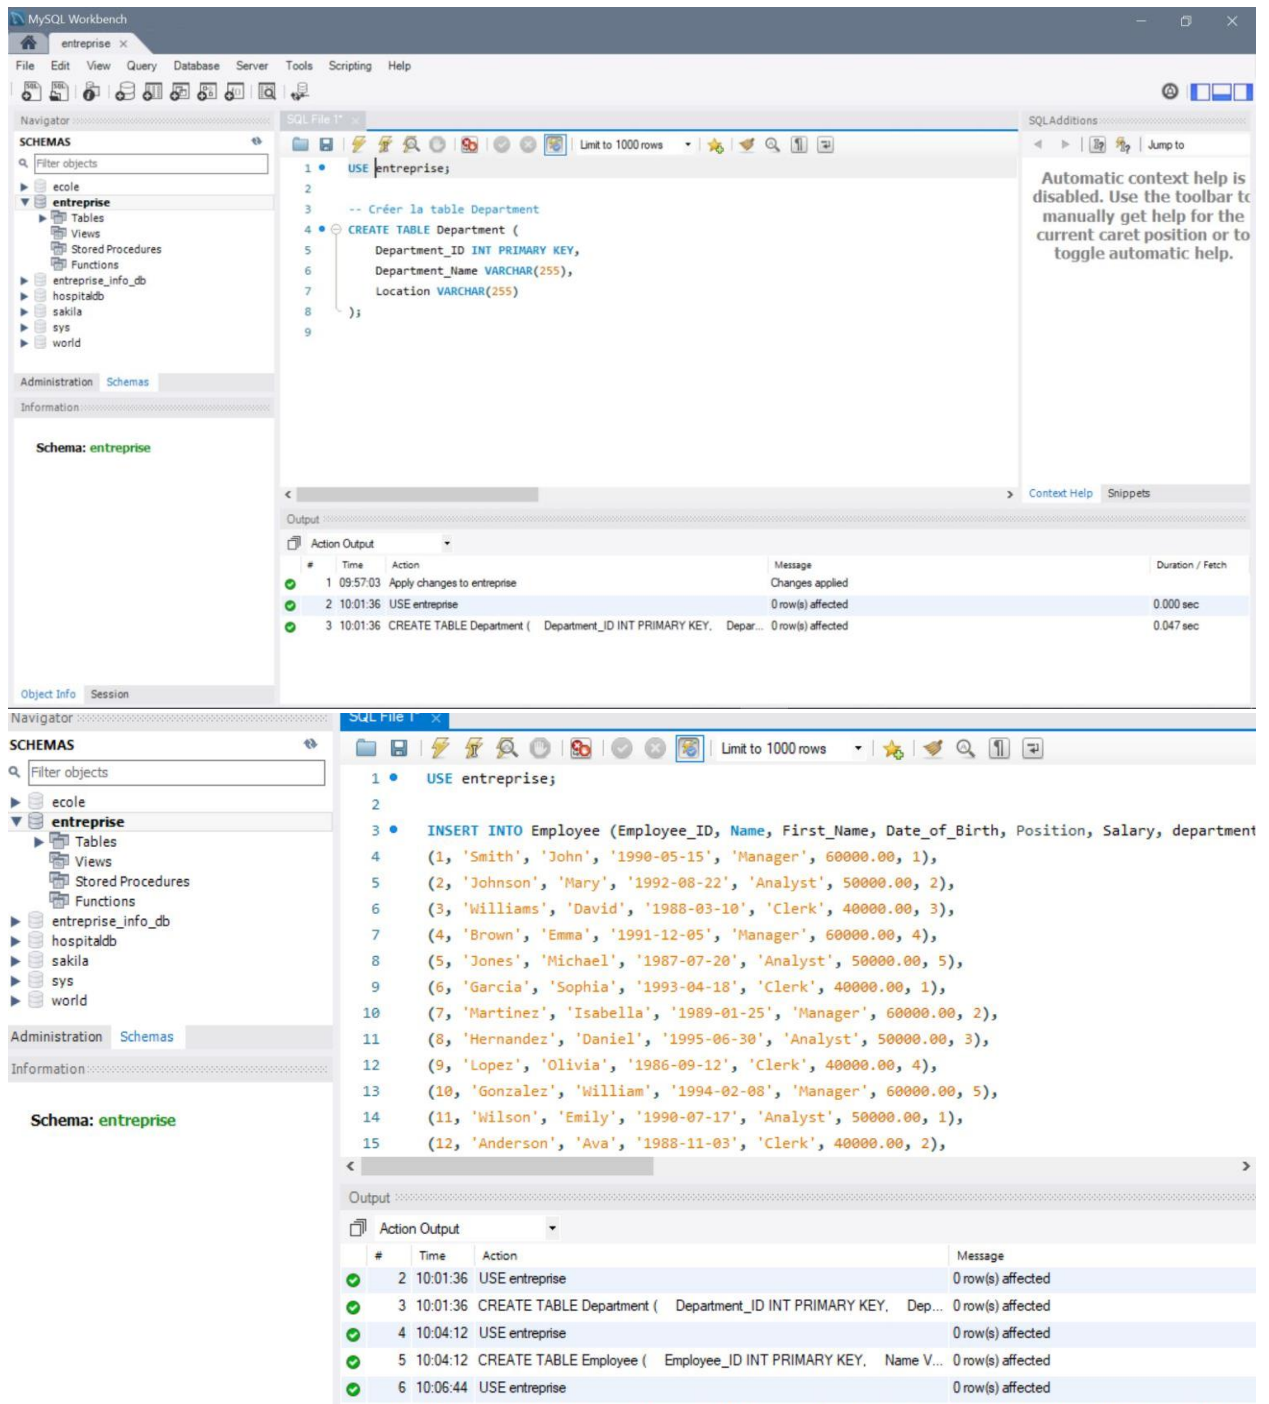 MySQL Workbench
entreprise
File Edit View Query Database Server Tools Scripting Help
Navigator
SCHEMAS
Filter objects
ecole
entreprise
Tables
Views
Stored Procedures
Functions
entreprise_info_db
hospitaldb
sakila
sys
world
Administration Schemas
Information
Schema: entreprise
Object Info Session
SQL File 1*
Limit to 1000 rows
1 USE entreprise;
2
3 -- Créer la table Department
4 CREATE TABLE Department (
5 Department_ID INT PRIMARY KEY,
6 Department_Name VARCHAR(255),
7 Location VARCHAR(255)
8 );
9
SQLAdditions
Jump to
Automatic context help is
disabled. Use the toolbar to
manually get help for the
current caret position or to
toggle automatic help.
Context Help Snippets
Output
Action Output
# Time Action Message Duration / Fetch
1 09:57:03 Apply changes to entreprise Changes applied
2 10:01:36 USE entreprise 0 row(s) affected 0.000 sec
3 10:01:36 CREATE TABLE Department ( Department_ID INT PRIMARY KEY, Depar... 0 row(s) affected 0.047 sec
Navigator
SCHEMAS
Filter objects
ecole
entreprise
Tables
Views
Stored Procedures
Functions
entreprise_info_db
hospitaldb
sakila
sys
world
Administration Schemas
Information
Schema: entreprise
SQL File 1*
Limit to 1000 rows
1 USE entreprise;
2
3 INSERT INTO Employee (Employee_ID, Name, First_Name, Date_of_Birth, Position, Salary, department
4 (1, 'Smith', 'John', '1990-05-15', 'Manager', 60000.00, 1),
5 (2, 'Johnson', 'Mary', '1992-08-22', 'Analyst', 50000.00, 2),
6 (3, 'Williams', 'David', '1988-03-10', 'Clerk', 40000.00, 3),
7 (4, 'Brown', 'Emma', '1991-12-05', 'Manager', 60000.00, 4),
8 (5, 'Jones', 'Michael', '1987-07-20', 'Analyst', 50000.00, 5),
9 (6, 'Garcia', 'Sophia', '1993-04-18', 'Clerk', 40000.00, 1),
10 (7, 'Martinez', 'Isabella', '1989-01-25', 'Manager', 60000.00, 2),
11 (8, 'Hernandez', 'Daniel', '1995-06-30', 'Analyst', 50000.00, 3),
12 (9, 'Lopez', 'Olivia', '1986-09-12', 'Clerk', 40000.00, 4),
13 (10, 'Gonzalez', 'William', '1994-02-08', 'Manager', 60000.00, 5),
14 (11, 'Wilson', 'Emily', '1990-07-17', 'Analyst', 50000.00, 1),
15 (12, 'Anderson', 'Ava', '1988-11-03', 'Clerk', 40000.00, 2),
Output
Action Output
# Time Action Message
2 10:01:36 USE entreprise 0 row(s) affected
3 10:01:36 CREATE TABLE Department ( Department_ID INT PRIMARY KEY, Dep... 0 row(s) affected
4 10:04:12 USE entreprise 0 row(s) affected
5 10:04:12 CREATE TABLE Employee ( Employee_ID INT PRIMARY KEY, Name V... 0 row(s) affected
6 10:06:44 USE entreprise 0 row(s) affected